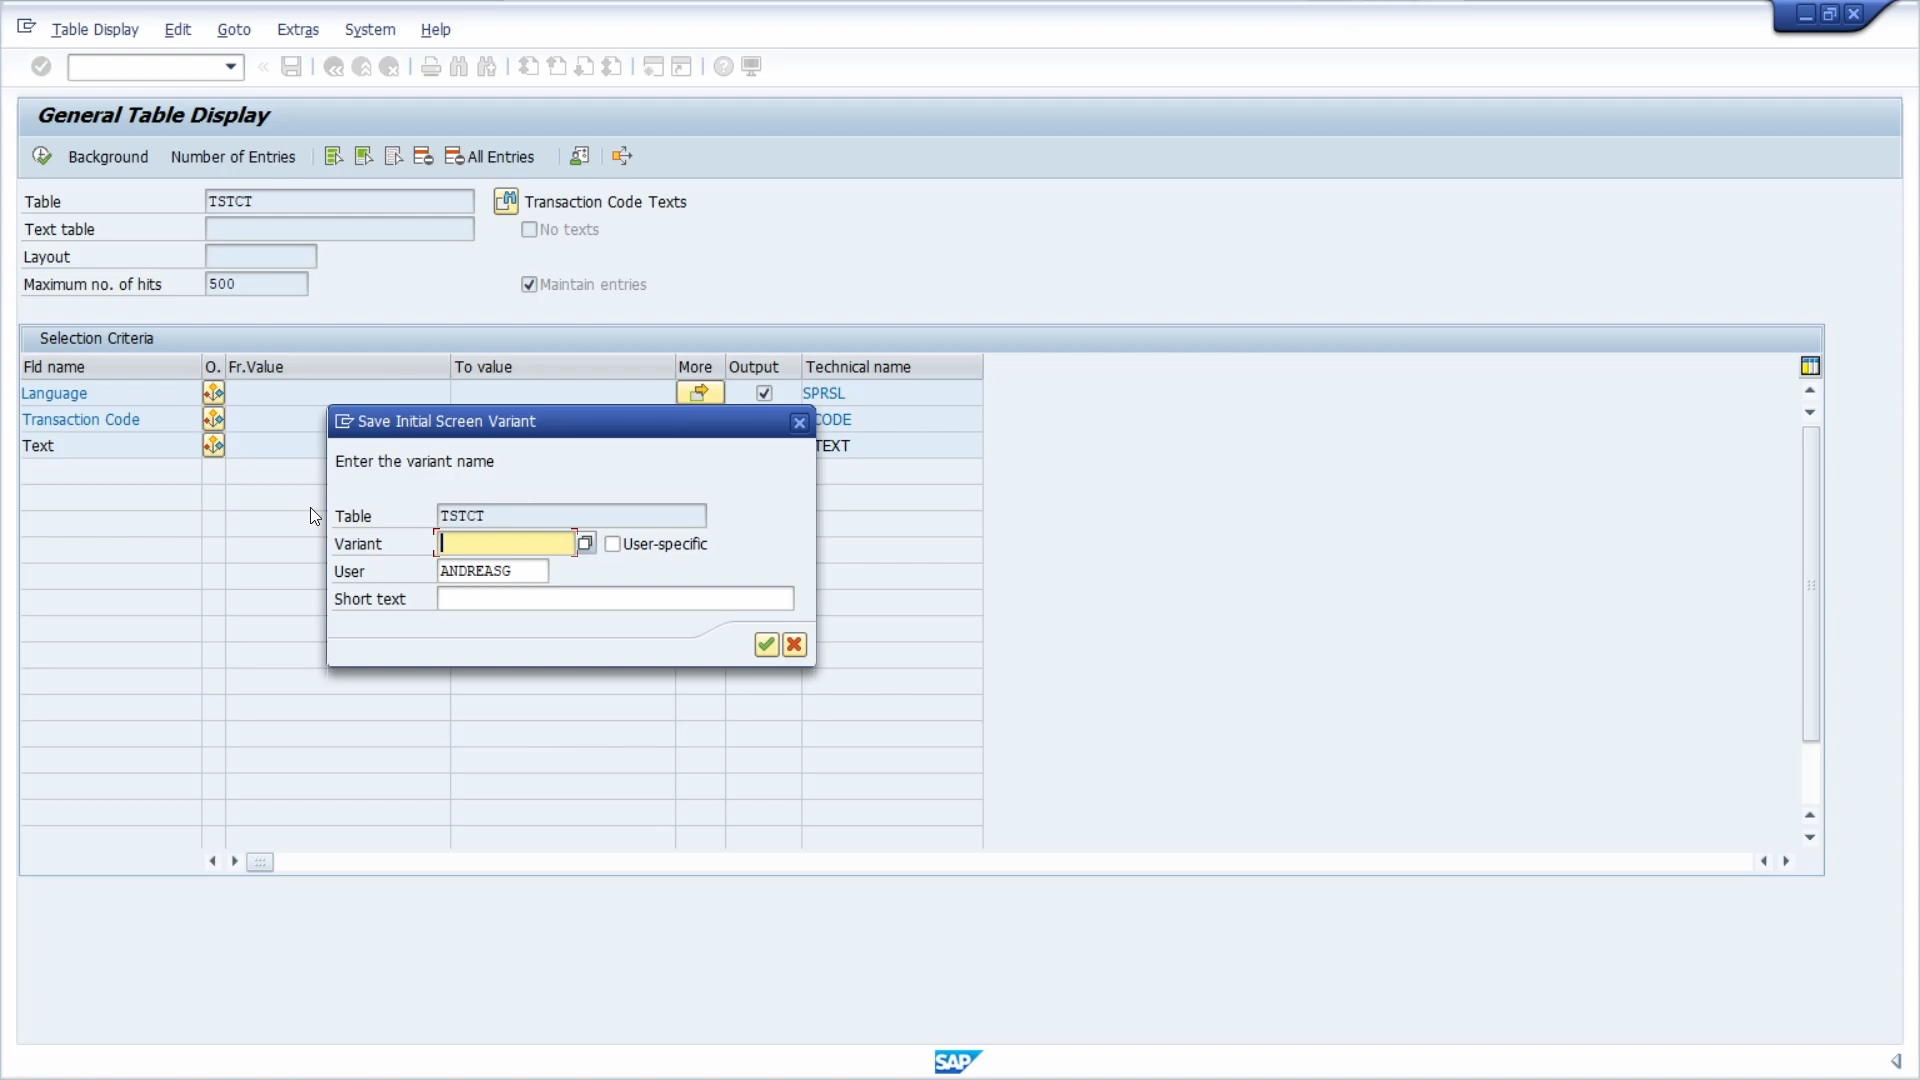 Table Display Edit Goto Extras System Help
General Table Display
Background Number of Entries All Entries
Table TSTCT Transaction Code Texts
Text table No texts
Layout
Maximum no. of hits 500 Maintain entries
Selection Criteria
Fld name O. Fr.Value To value More Output Technical name
Language SPRSL
Transaction Code CODE
Text TEXT
Save Initial Screen Variant
Enter the variant name
Table TSTCT
Variant User-specific
User ANDREASG
Short text
SAP